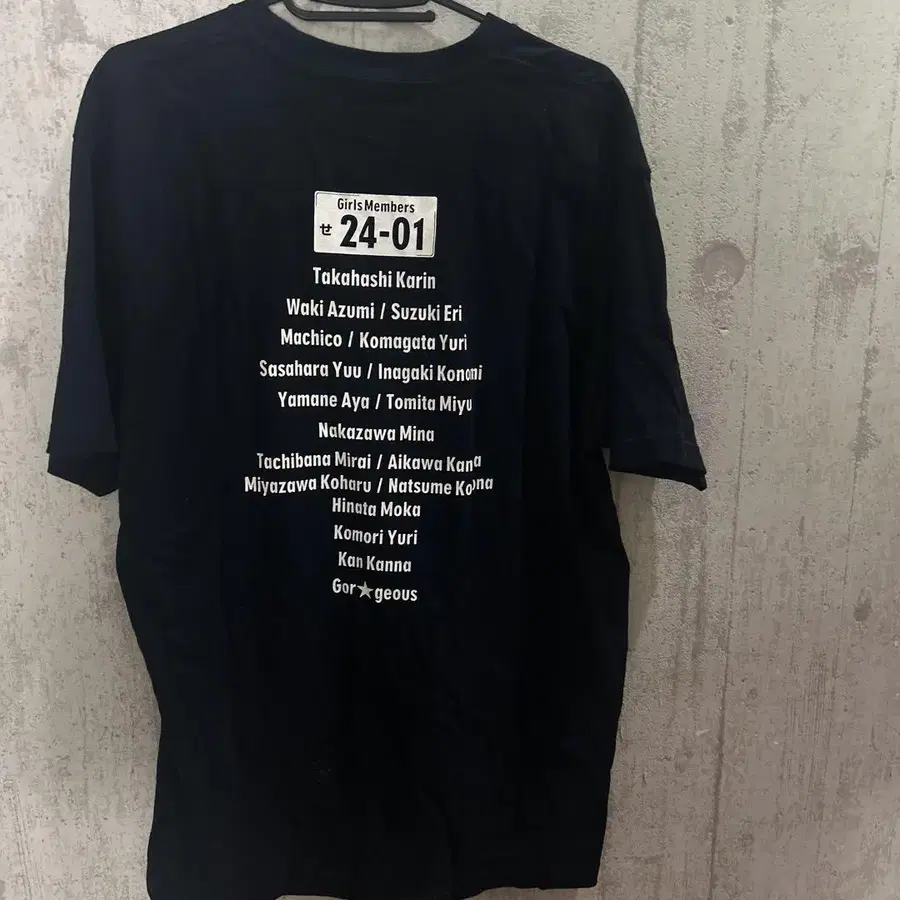 Girls Members
せ 24-01
Takahashi Karin
Waki Azumi / Suzuki Eri
Machico / Komagata Yuri
Sasahara Yuu / Inagaki Konomi
Yamane Aya / Tomita Miyu
Nakazawa Mina
Tachibana Mirai / Aikawa Kana
Miyazawa Koharu / Natsume Kokona
Hinata Moka
Komori Yuri
Kan Kanna
Gor★geous